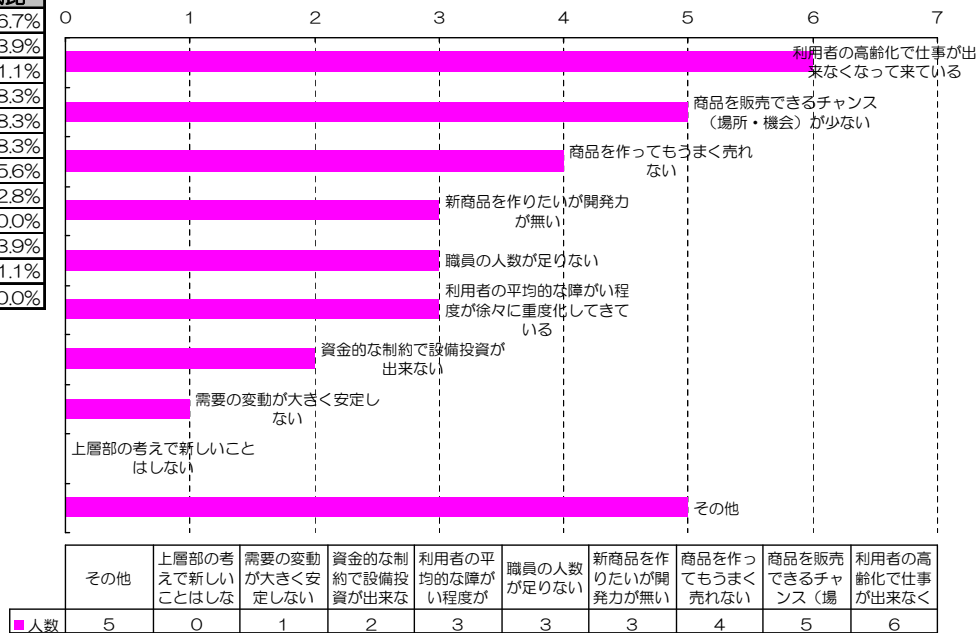 6.7%
3.9%
1.1%
8.3%
8.3%
8.3%
5.6%
2.8%
0.0%
3.9%
1.1%
0.0%
0 1 2 3 4 5 6 7
利用者の高齢化で仕事が出
来なくなって来ている
商品を販売できるチャンス
（場所・機会）が少ない
商品を作ってもうまく売れ
ない
新商品を作りたいが開発力
が無い
職員の人数が足りない
利用者の平均的な障がい程
度が徐々に重度化してきて
いる
資金的な制約で設備投資が
出来ない
需要の変動が大きく安定し
ない
上層部の考えで新しいこと
はしない
その他
その他
上層部の考
えで新しい
ことはしな
需要の変動
が大きく安
定しない
資金的な制
約で設備投
資が出来な
利用者の平
均的な障が
い程度が
職員の人数
が足りない
新商品を作
りたいが開
発力が無い
商品を作っ
てもうまく
売れない
商品を販売
できるチャ
ンス（場
利用者の高
齢化で仕事
が出来なく
人数 5 0 1 2 3 3 3 4 5 6